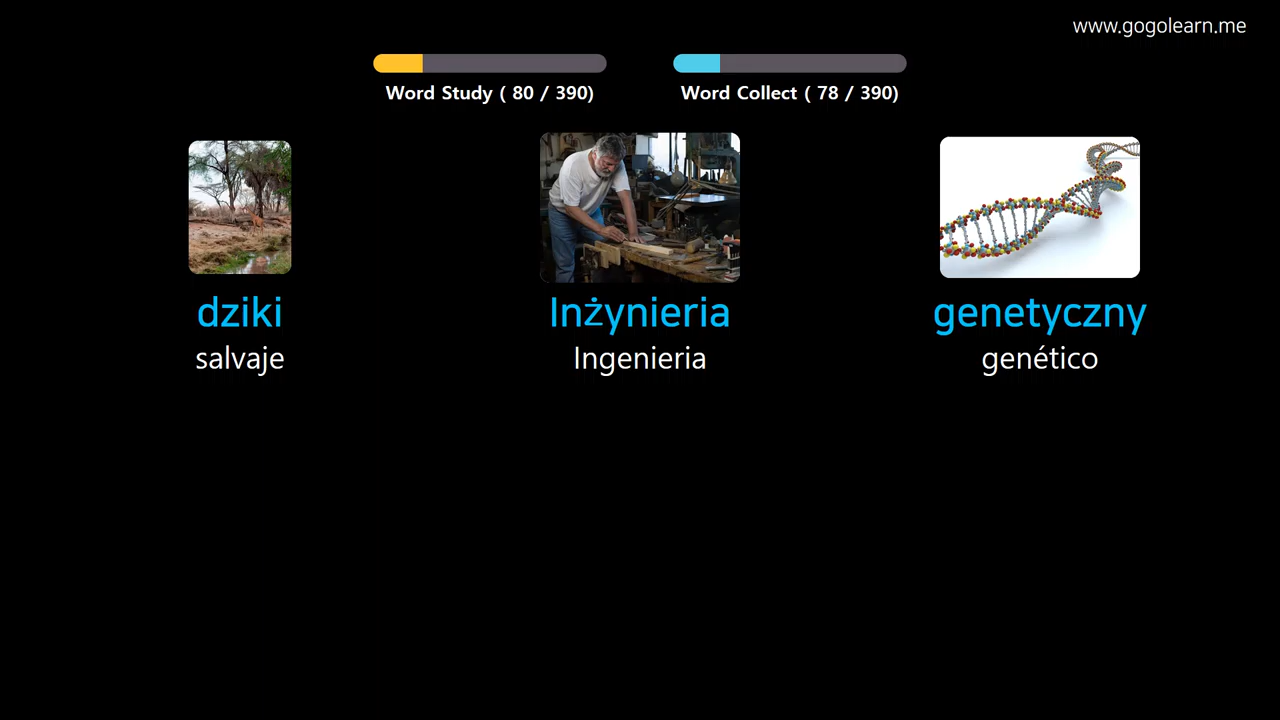 www.gogolearn.me
Word Study ( 80 / 390)
Word Collect ( 78 / 390)
dziki
Inżynieria
genetyczny
salvaje
Ingenieria
genético